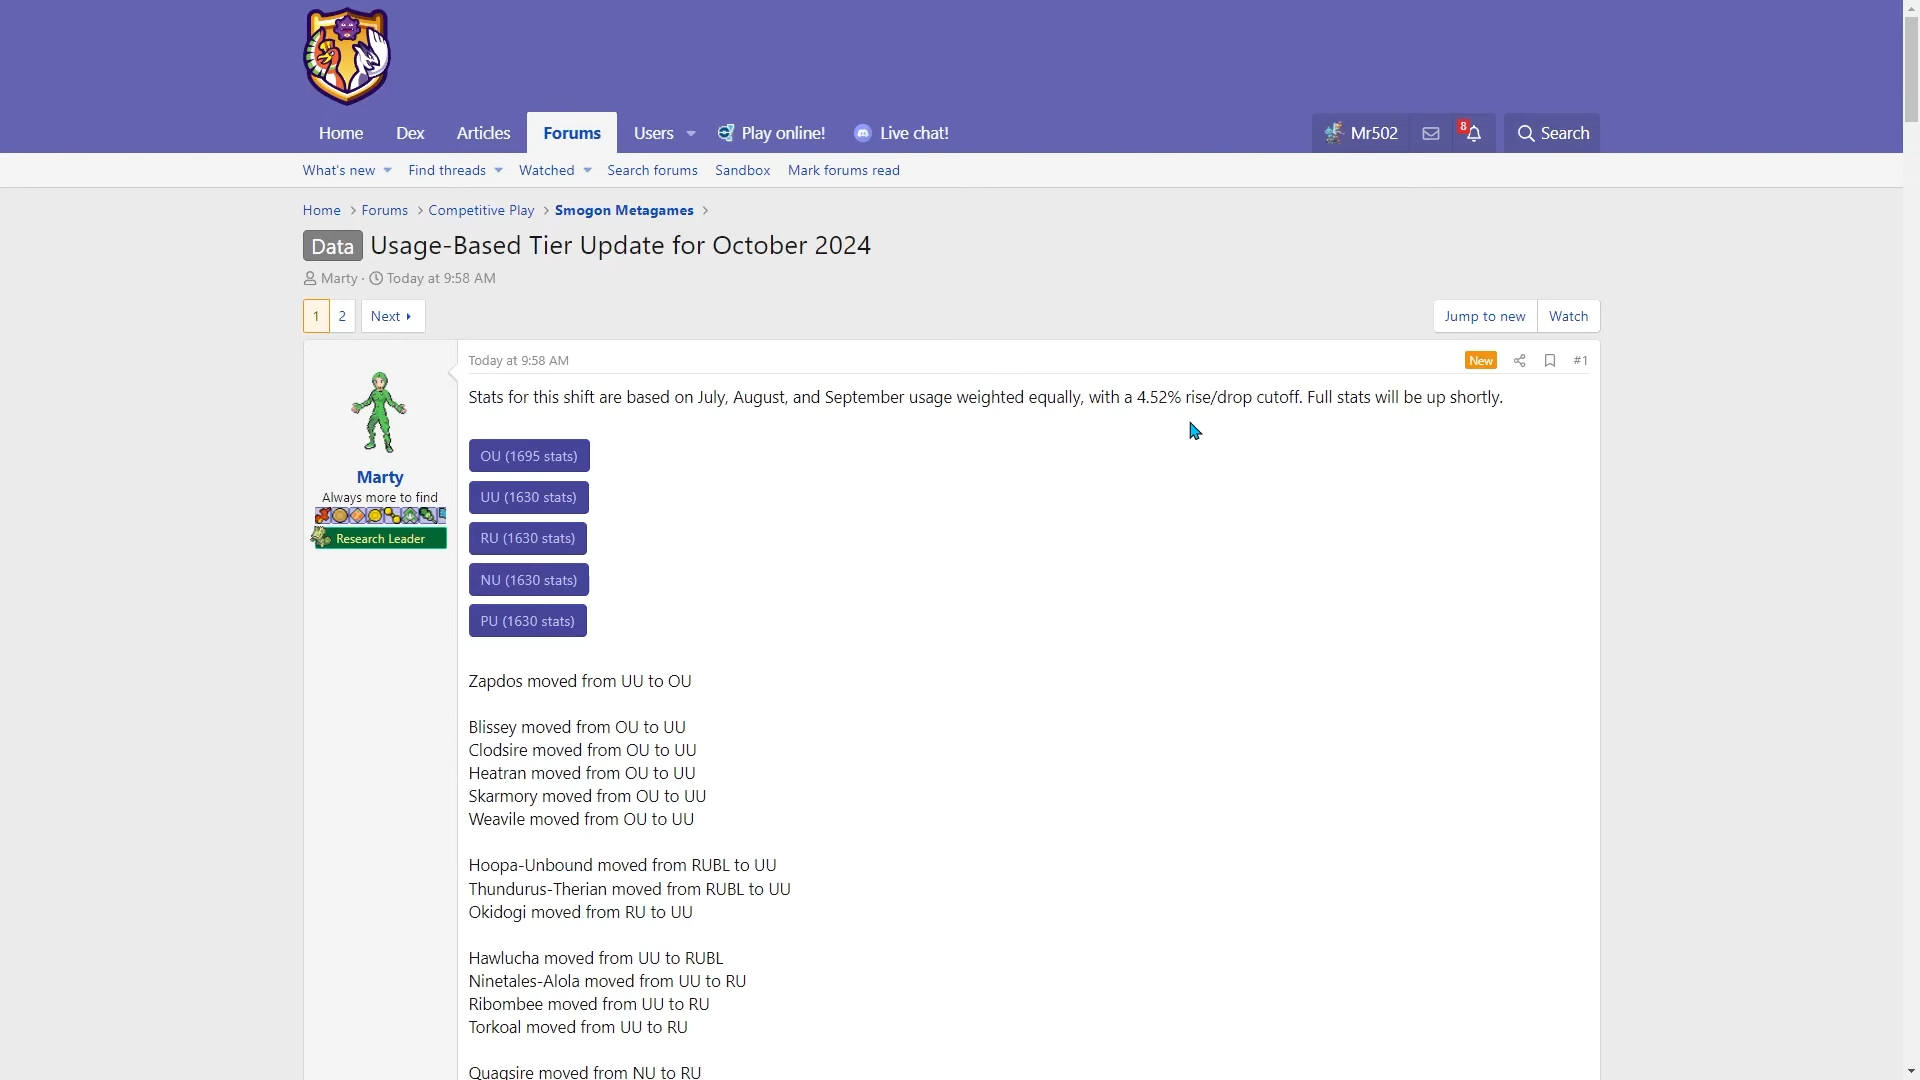 Home Dex Articles Forums Users Play online! Live chat! Mr502 8 Search
What's new Find threads Watched Search forums Sandbox Mark forums read
Home Forums Competitive Play Smogon Metagames
Data Usage-Based Tier Update for October 2024
Marty · Today at 9:58 AM
1 2 Next Jump to new Watch
Today at 9:58 AM New #1
Marty
Always more to find
Research Leader
Stats for this shift are based on July, August, and September usage weighted equally, with a 4.52% rise/drop cutoff. Full stats will be up shortly.
OU (1695 stats)
UU (1630 stats)
RU (1630 stats)
NU (1630 stats)
PU (1630 stats)
Zapdos moved from UU to OU
Blissey moved from OU to UU
Clodsire moved from OU to UU
Heatran moved from OU to UU
Skarmory moved from OU to UU
Weavile moved from OU to UU
Hoopa-Unbound moved from RUBL to UU
Thundurus-Therian moved from RUBL to UU
Okidogi moved from RU to UU
Hawlucha moved from UU to RUBL
Ninetales-Alola moved from UU to RU
Ribombee moved from UU to RU
Torkoal moved from UU to RU
Quagsire moved from NU to RU